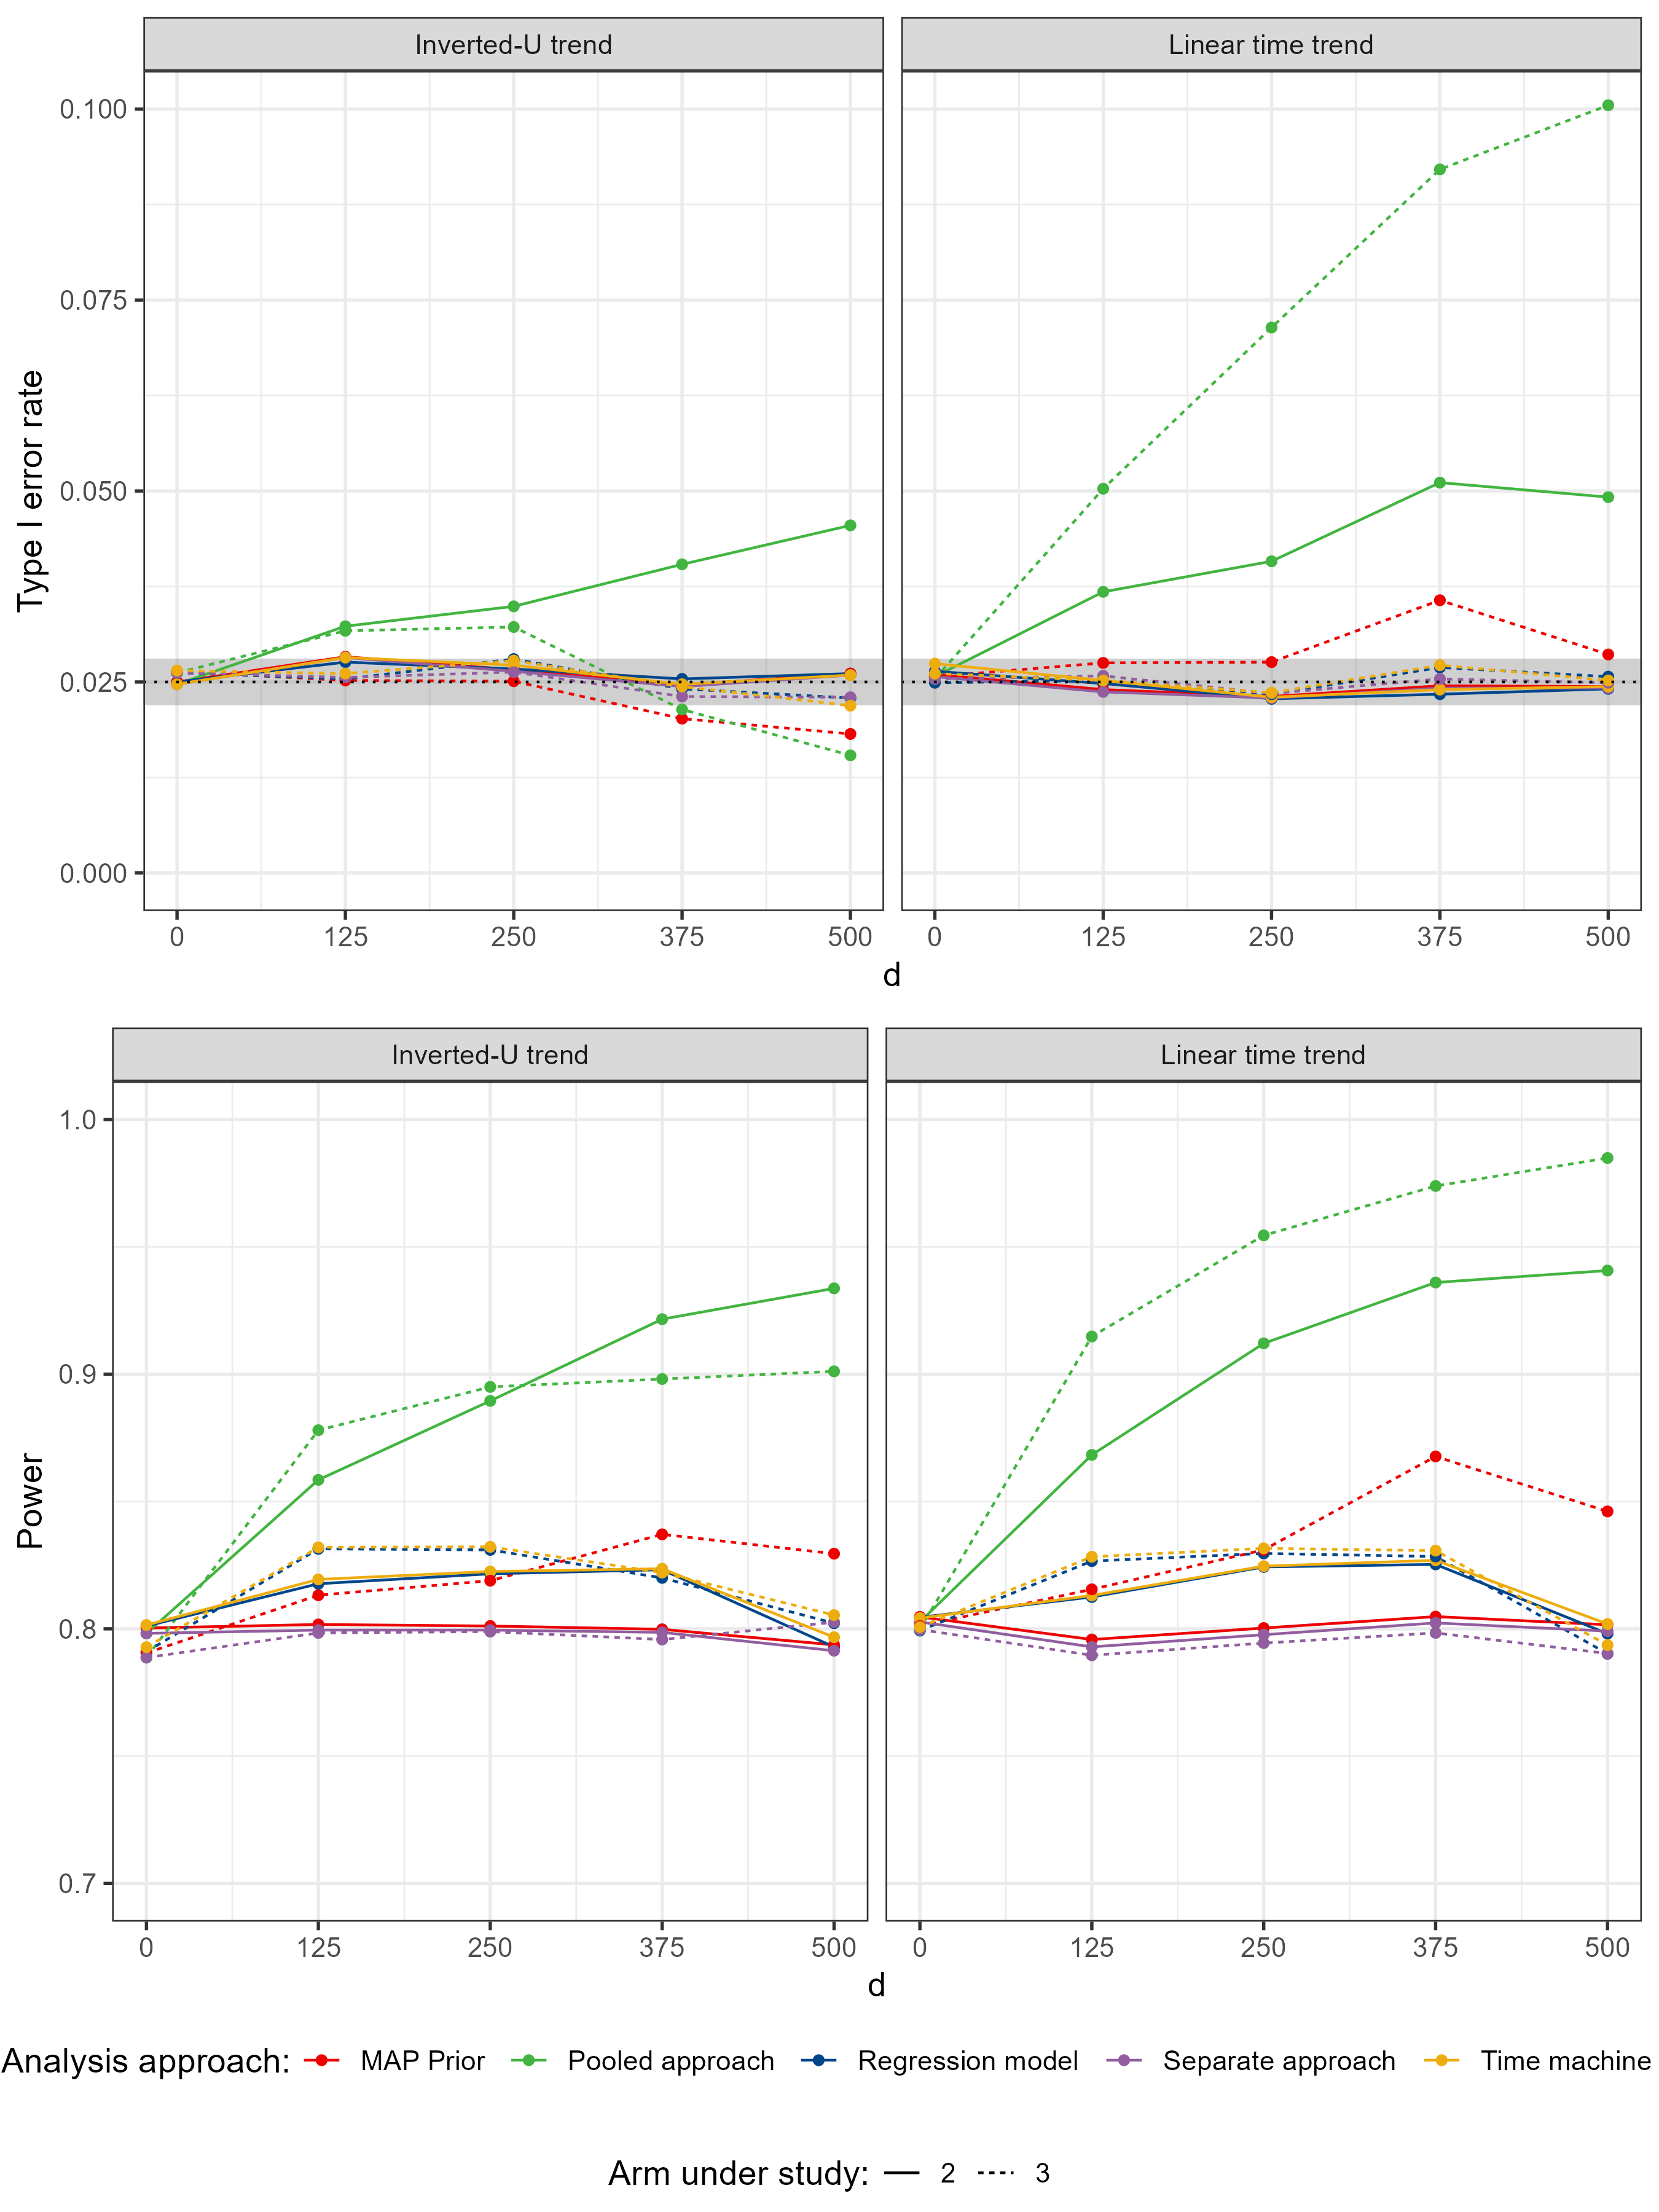 Inverted-U trend
Linear time trend
Type I error rate
0.100
0.075
0.050
0.025
0.000
0 125 250 375 500
0 125 250 375 500
d
Inverted-U trend
Linear time trend
Power
1.0
0.9
0.8
0.7
0 125 250 375 500
0 125 250 375 500
d
Analysis approach: MAP Prior Pooled approach Regression model Separate approach Time machine
Arm under study: 2 3